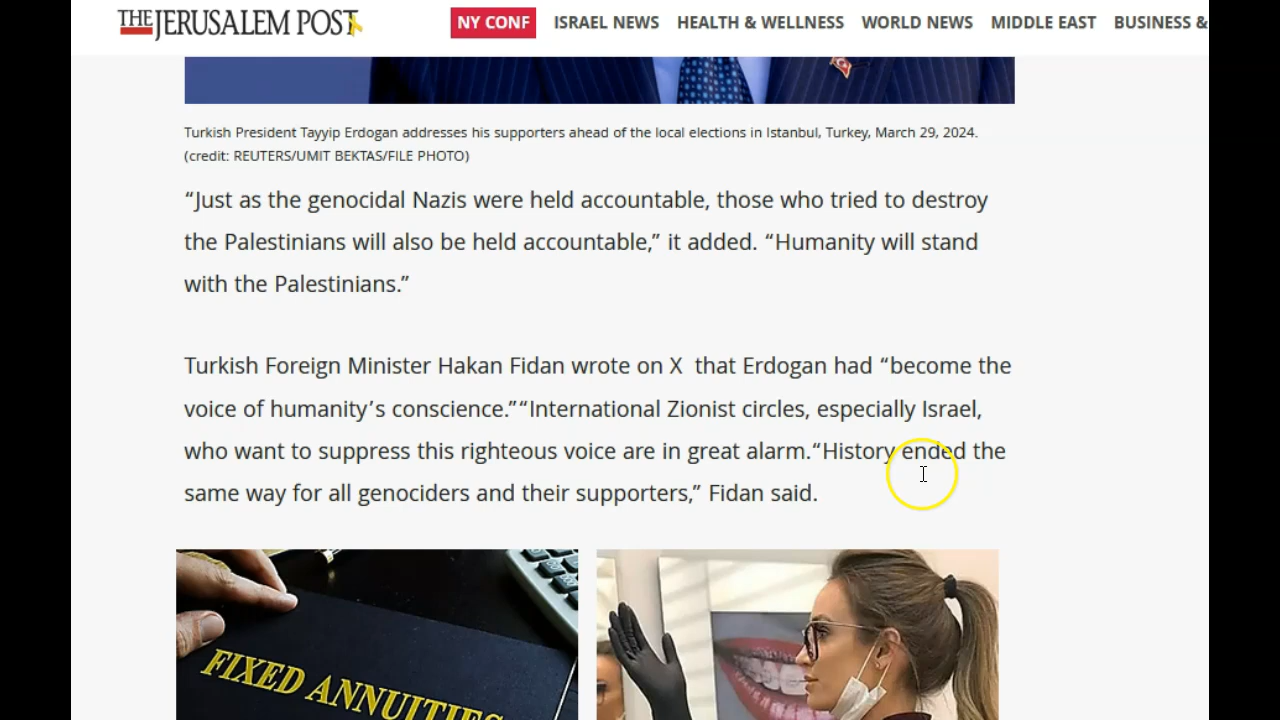 THE JERUSALEM POST
NY CONF ISRAEL NEWS HEALTH & WELLNESS WORLD NEWS MIDDLE EAST BUSINESS &
Turkish President Tayyip Erdogan addresses his supporters ahead of the local elections in Istanbul, Turkey, March 29, 2024.
(credit: REUTERS/UMIT BEKTAS/FILE PHOTO)
“Just as the genocidal Nazis were held accountable, those who tried to destroy
the Palestinians will also be held accountable,” it added. “Humanity will stand
with the Palestinians.”
Turkish Foreign Minister Hakan Fidan wrote on X that Erdogan had “become the
voice of humanity’s conscience.”“International Zionist circles, especially Israel,
who want to suppress this righteous voice are in great alarm.“History ended the
same way for all genociders and their supporters,” Fidan said.
FIXED ANNUITIES